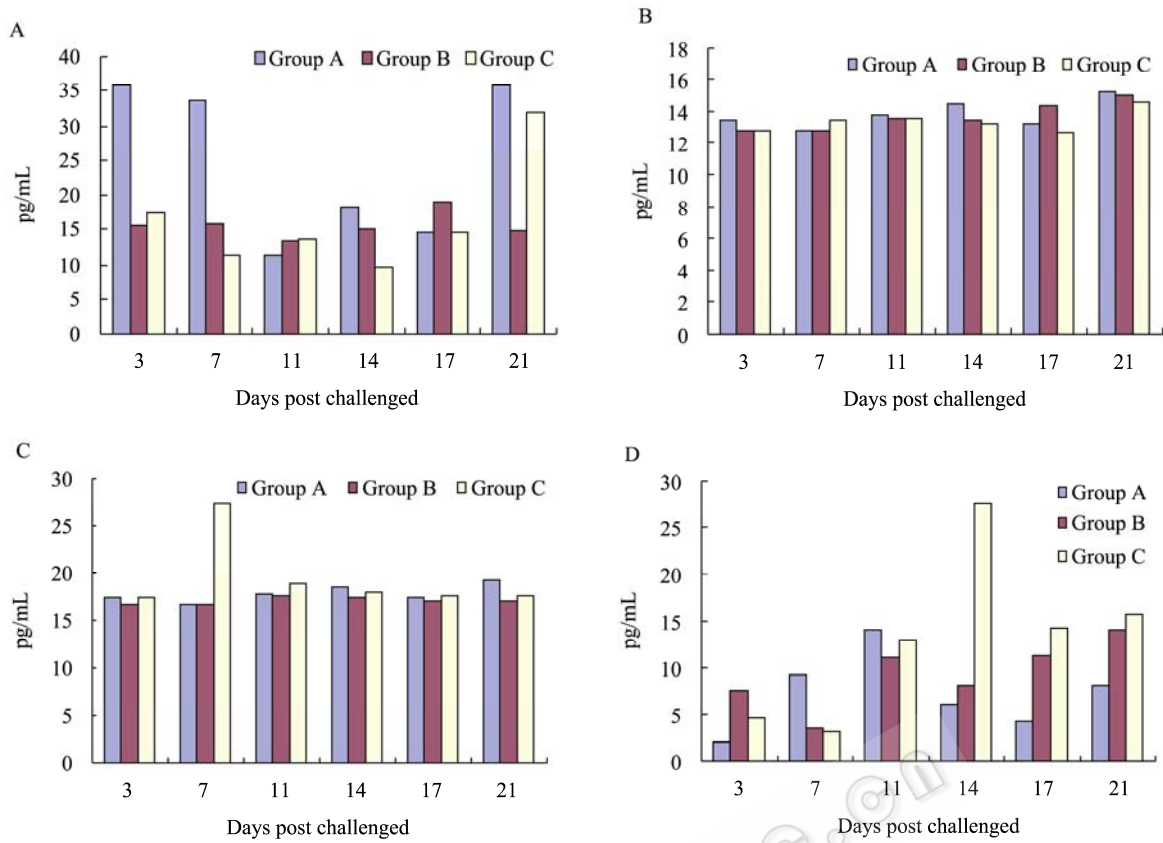 A
Group A Group B Group C
40
35
30
25
20
15
10
5
0
pg/mL
3 7 11 14 17 21
Days post challenged
B
Group A Group B Group C
18
16
14
12
10
8
6
4
2
0
pg/mL
3 7 11 14 17 21
Days post challenged
C
Group A Group B Group C
30
25
20
15
10
5
0
pg/mL
3 7 11 14 17 21
Days post challenged
D
Group A
Group B
Group C
30
25
20
15
10
5
0
pg/mL
3 7 11 14 17 21
Days post challenged